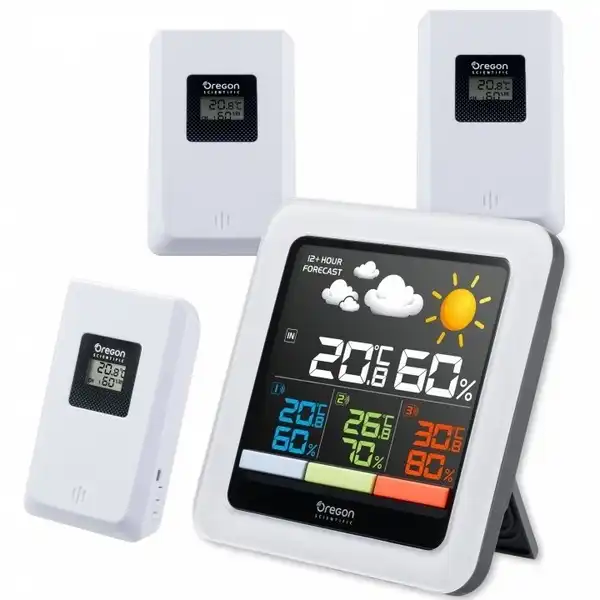 Oregon
SCIENTIFIC
20.8°C
60
Oregon
SCIENTIFIC
20.8°C
60
Oregon
SCIENTIFIC
20.8°C
60
12+ HOUR
FORECAST
IN
20.8°C 60%
1 2 3
20.8°C 26.8°C 30.8°C
60% 70% 80%
Oregon
SCIENTIFIC